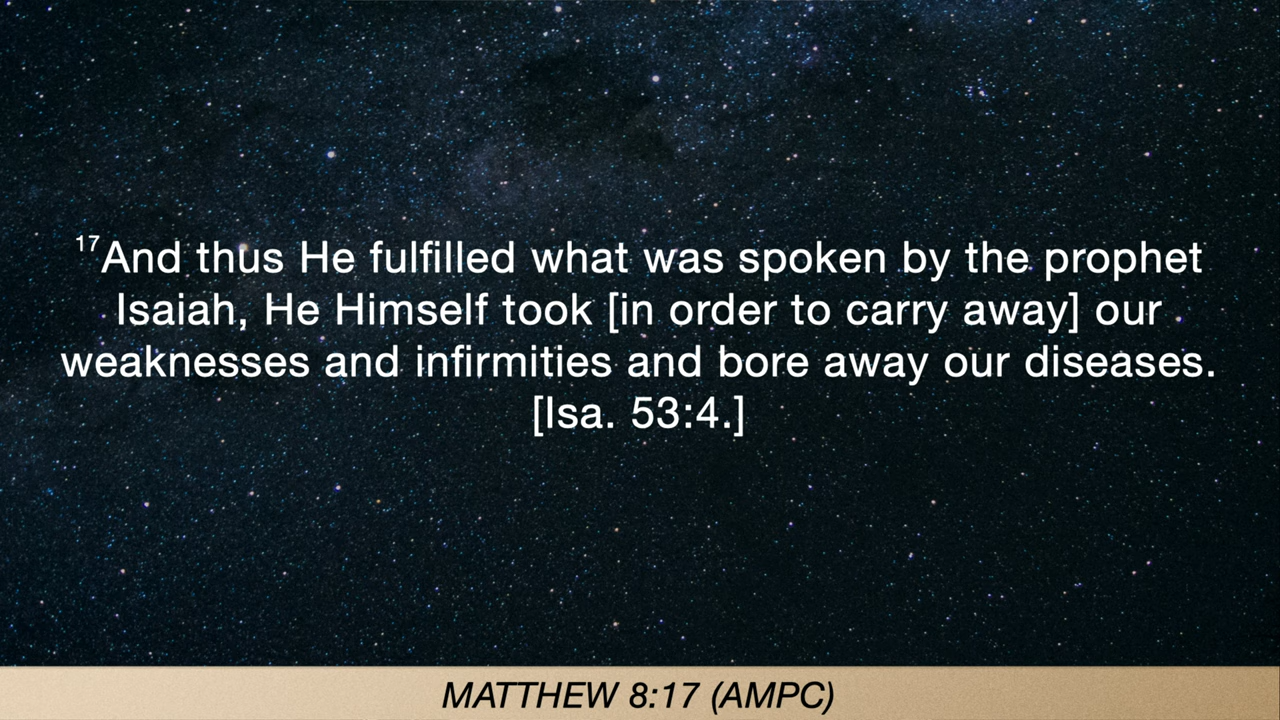 17And thus He fulfilled what was spoken by the prophet
Isaiah, He Himself took [in order to carry away] our
weaknesses and infirmities and bore away our diseases.
[Isa. 53:4.]
MATTHEW 8:17 (AMPC)